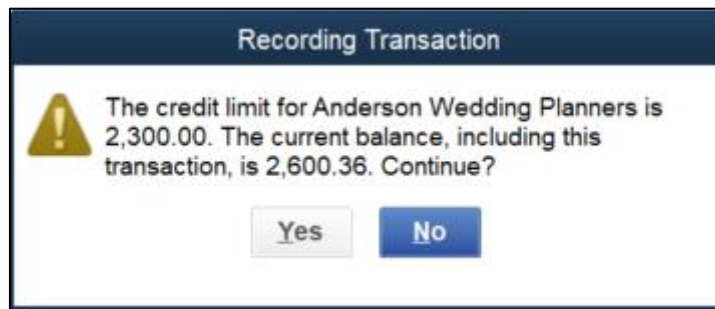 Recording Transaction
The credit limit for Anderson Wedding Planners is
2,300.00. The current balance, including this
transaction, is 2,600.36. Continue?
Yes
No